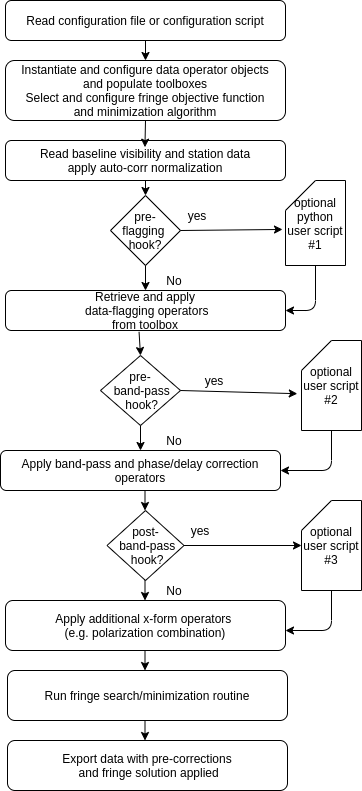 Read configuration file or configuration script
Instantiate and configure data operator objects
and populate toolboxes
Select and configure fringe objective function
and minimization algorithm
Read baseline visibility and station data
apply auto-corr normalization
pre-
flagging
hook?
yes
optional
python
user script
#1
No
Retrieve and apply
data-flagging operators
from toolbox
pre-
band-pass
hook?
yes
optional
user script
#2
No
Apply band-pass and phase/delay correction
operators
post-
band-pass
hook?
yes
optional
user script
#3
No
Apply additional x-form operators
(e.g. polarization combination)
Run fringe search/minimization routine
Export data with pre-corrections
and fringe solution applied